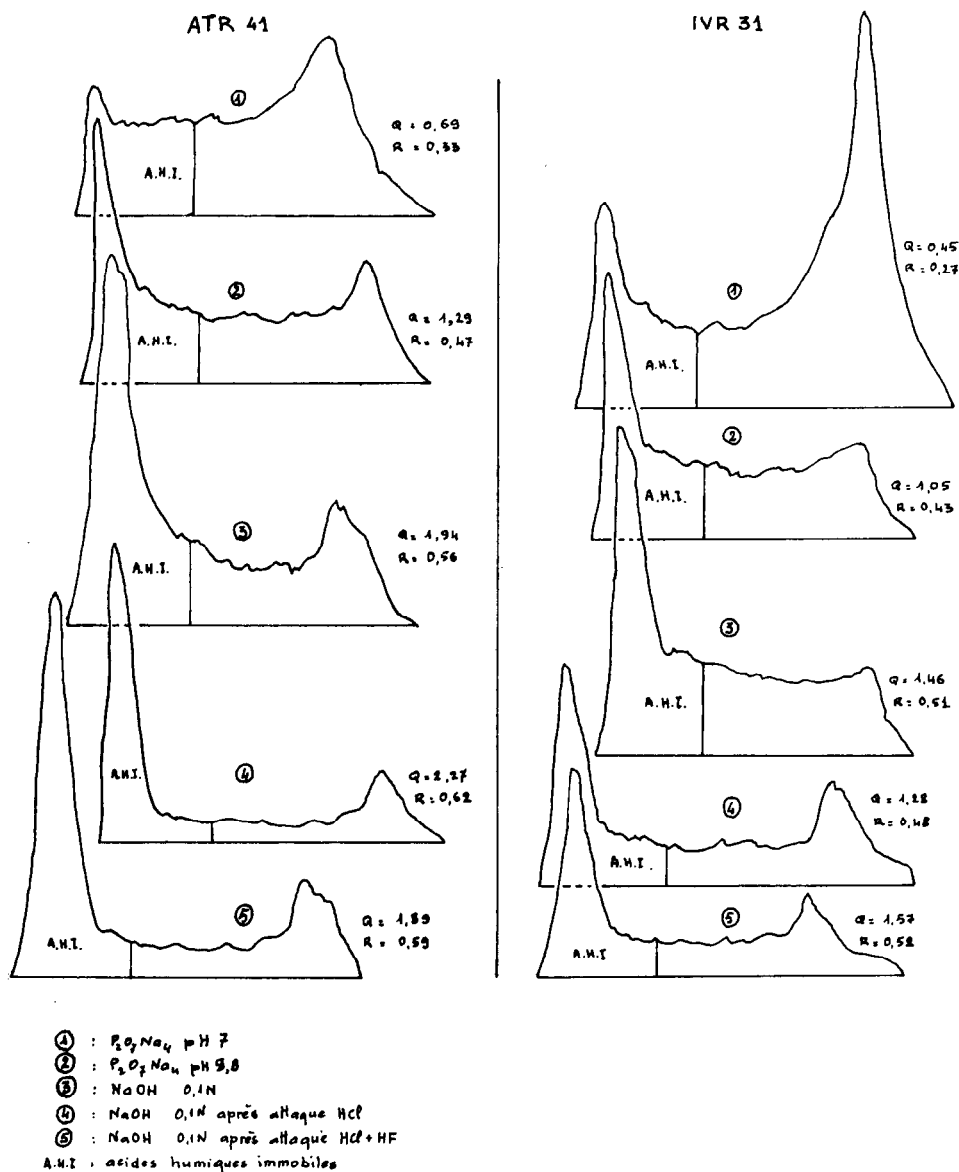 ATR 41
①
Q = 0,69
R = 0,33
A.H.I.
②
Q = 1,29
R = 0,47
A.H.I.
③
Q = 1,94
R = 0,56
A.H.I.
④
Q = 2,27
R = 0,62
A.H.I.
⑤
Q = 1,89
R = 0,59
A.H.I.
IVR 31
①
Q = 0,45
R = 0,27
A.H.I.
②
Q = 1,05
R = 0,43
A.H.I.
③
Q = 1,46
R = 0,51
A.H.I.
④
Q = 1,28
R = 0,48
A.H.I.
⑤
Q = 1,57
R = 0,52
A.H.I
① : P₂O₇Na₄ pH 7
② : P₂O₇Na₄ pH 9,8
③ : NaOH 0,1N
④ : NaOH 0,1N après attaque HCl
⑤ : NaOH 0,1N après attaque HCl+HF
A.H.I : acides humiques immobiles